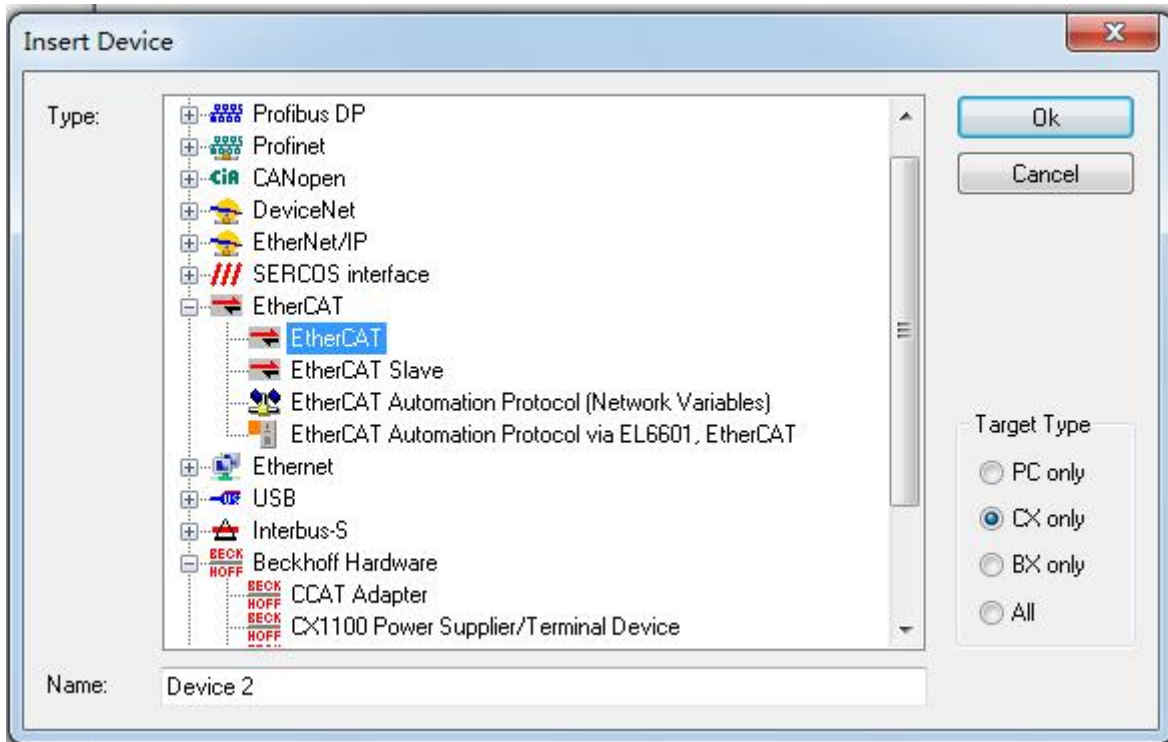 Insert Device
Type:
Profibus DP
Profinet
CiA CANopen
DeviceNet
EtherNet/IP
SERCOS interface
EtherCAT
EtherCAT
EtherCAT Slave
EtherCAT Automation Protocol (Network Variables)
EtherCAT Automation Protocol via EL6601, EtherCAT
Ethernet
USB
Interbus-S
BECK HOFF Beckhoff Hardware
BECK HOFF CCAT Adapter
BECK HOFF CX1100 Power Supplier/Terminal Device
Name:
Device 2
Ok
Cancel
Target Type
PC only
CX only
BX only
All